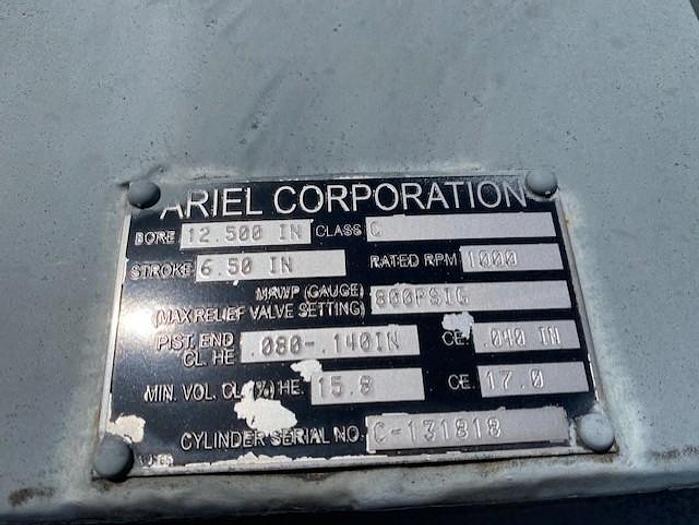 ARIEL CORPORATION
BORE 12.500 IN CLASS C
STROKE 6.50 IN RATED RPM 1000
MAWP (GAUGE)
(MAX RELIEF VALVE SETTING) 800PSIG
PIST. END
CL. HE .080-.140IN CE. .040 IN
MIN. VOL. CL (%) HE. 15.8 CE. 17.0
CYLINDER SERIAL NO. C-131818